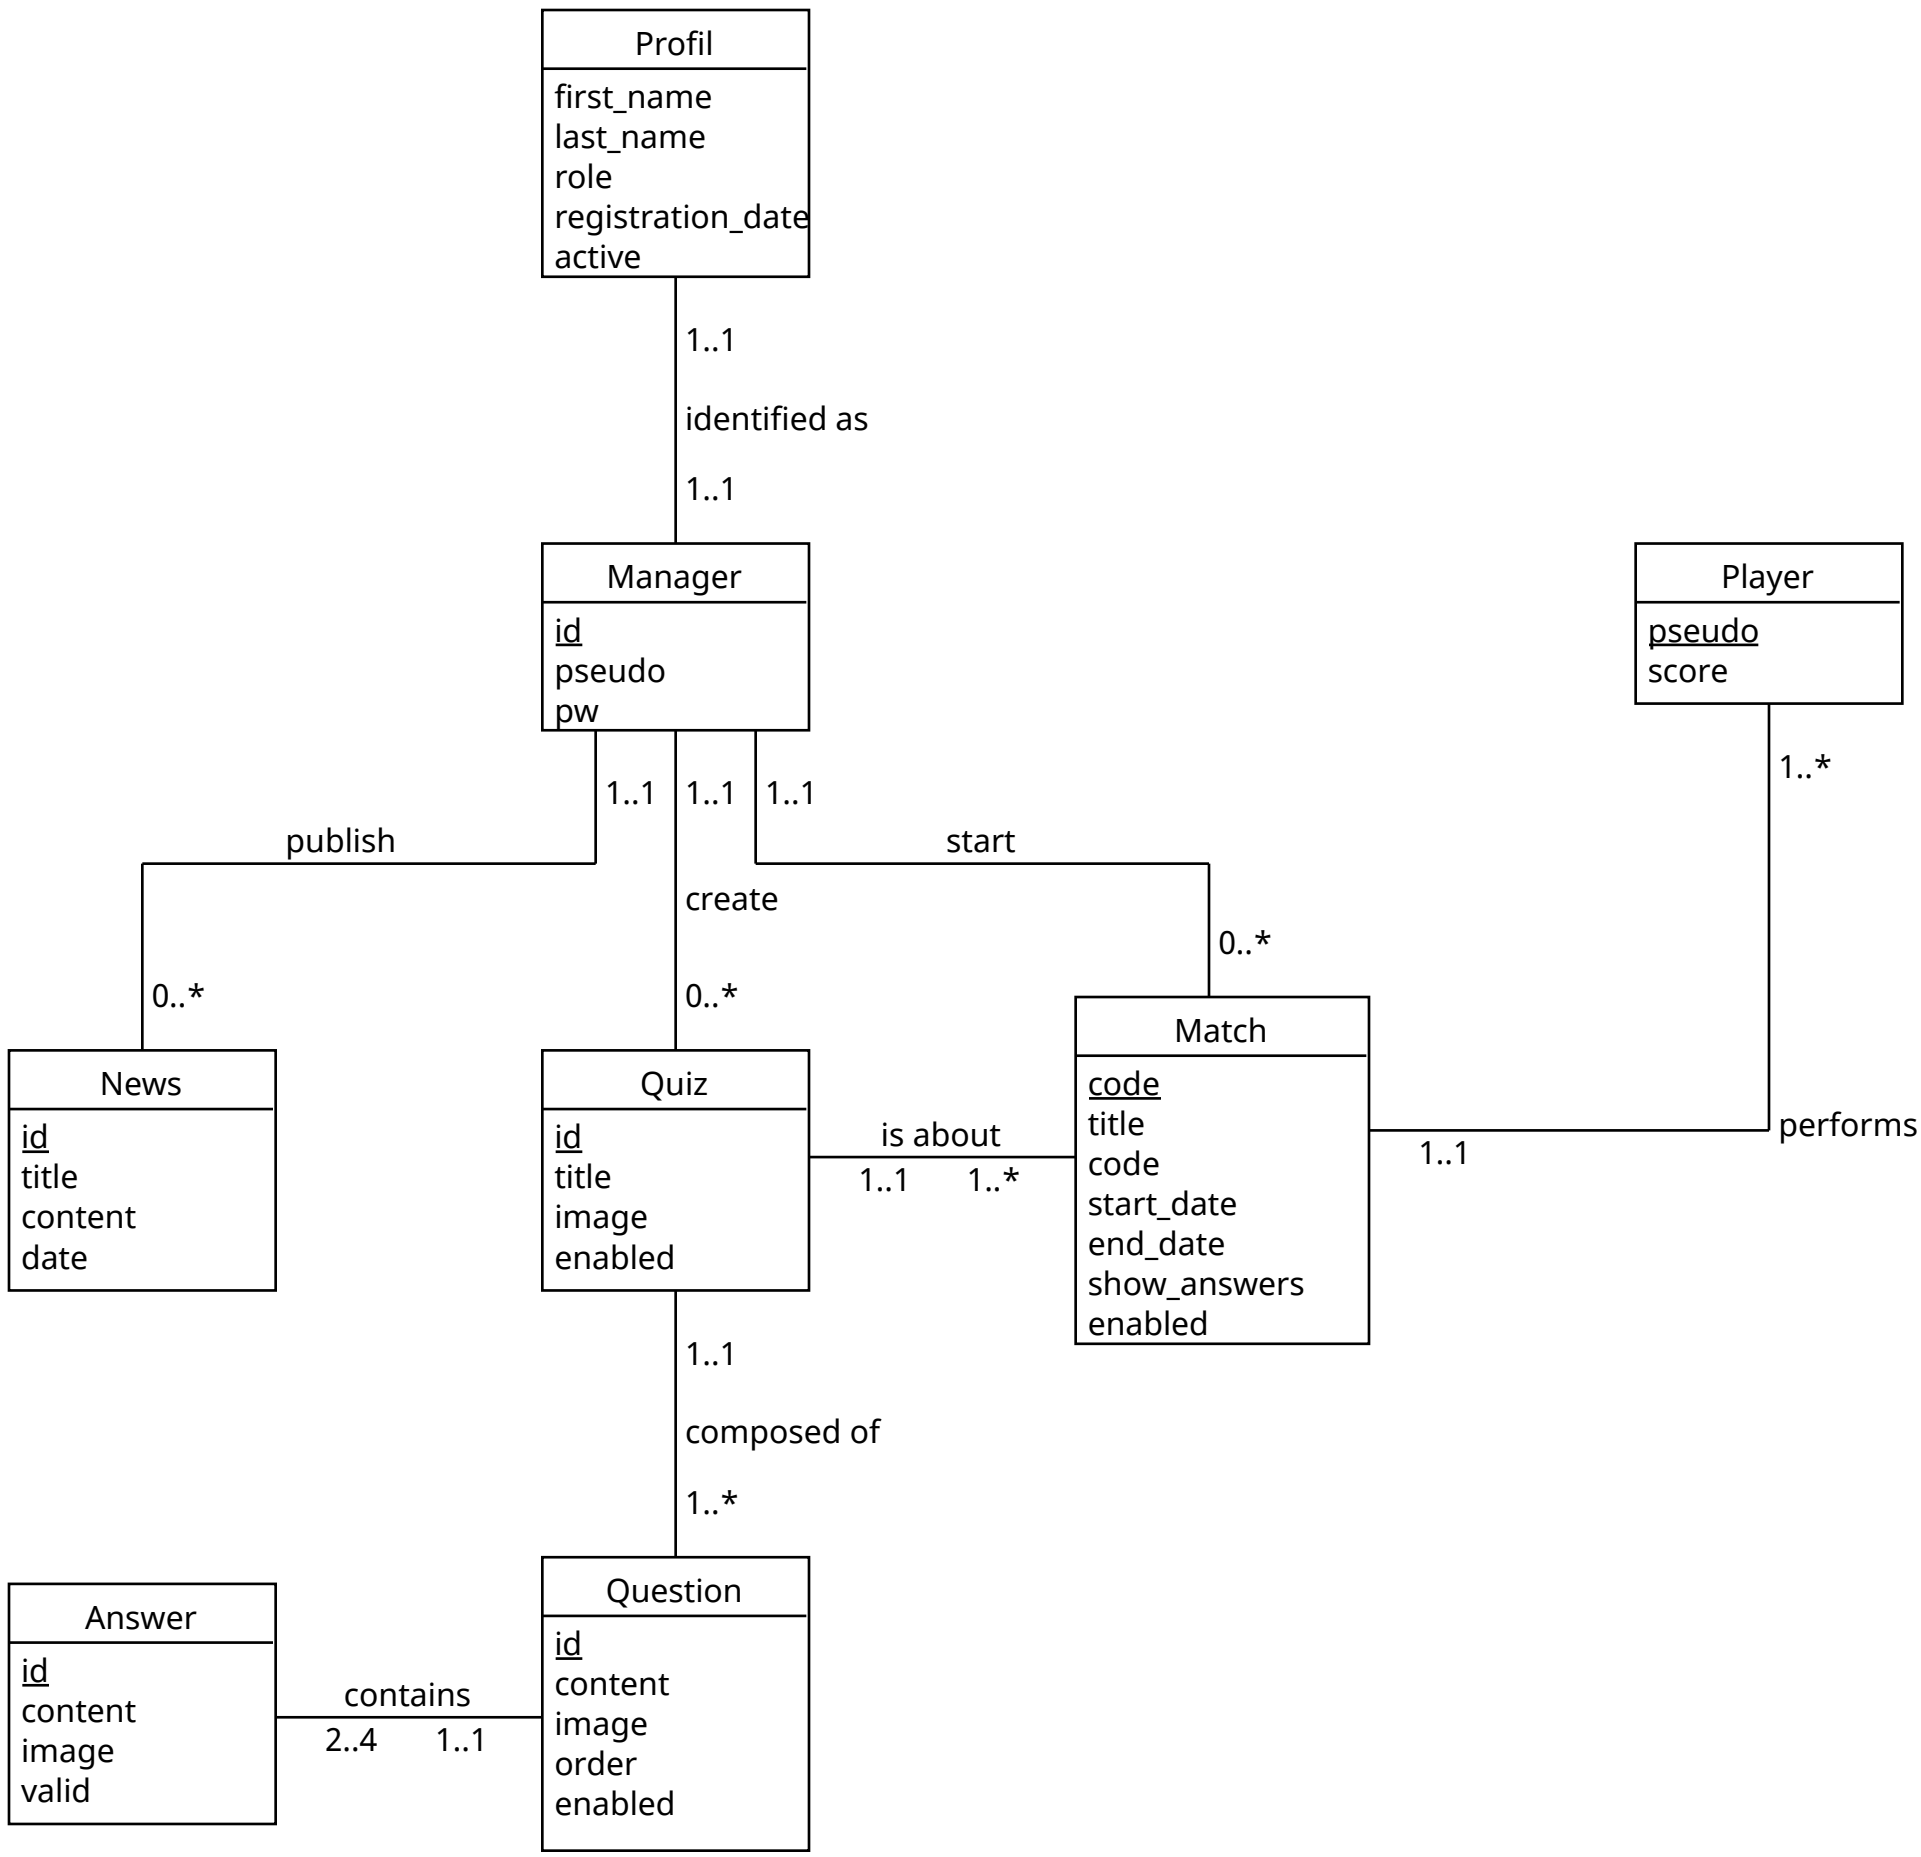 Profil
first_name
last_name
role
registration_date
active
1..1
identified as
1..1
Manager
id
pseudo
pw
Player
pseudo
score
1..1
1..1
1..1
1..*
publish
start
create
0..*
0..*
0..*
performs
1..1
News
id
title
content
date
Quiz
id
title
image
enabled
is about
1..1
1..*
Match
code
title
code
start_date
end_date
show_answers
enabled
1..1
composed of
1..*
Answer
id
content
image
valid
contains
2..4
1..1
Question
id
content
image
order
enabled